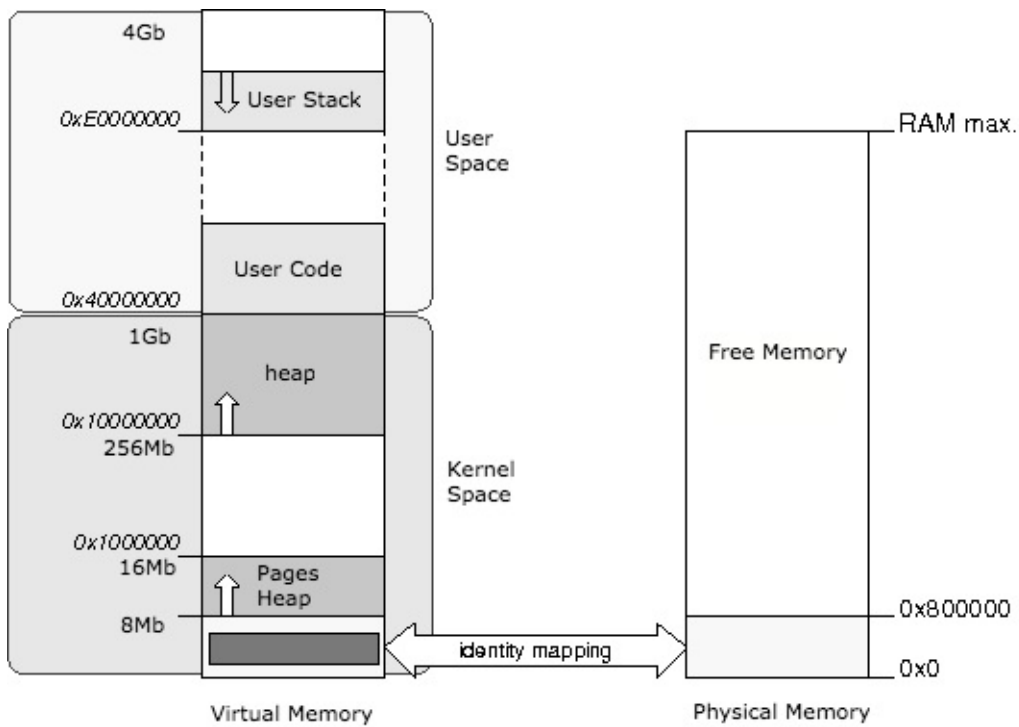 4Gb
User Stack
0xE0000000
RAM max.
User
Space
User Code
0x40000000
1Gb
Free Memory
heap
0x10000000
256Mb
Kernel
Space
0x1000000
16Mb
Pages
Heap
0x800000
8Mb
identity mapping
0x0
Virtual Memory
Physical Memory